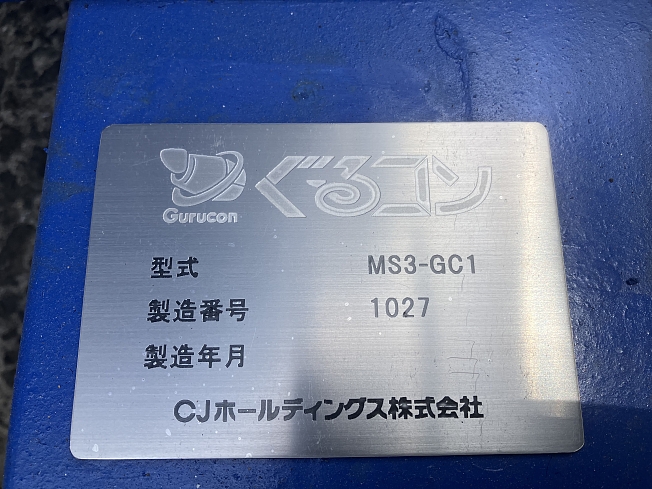 ぐるコン
Gurucon
型式 MS3-GC1
製造番号 1027
製造年月
CJホールディングス株式会社